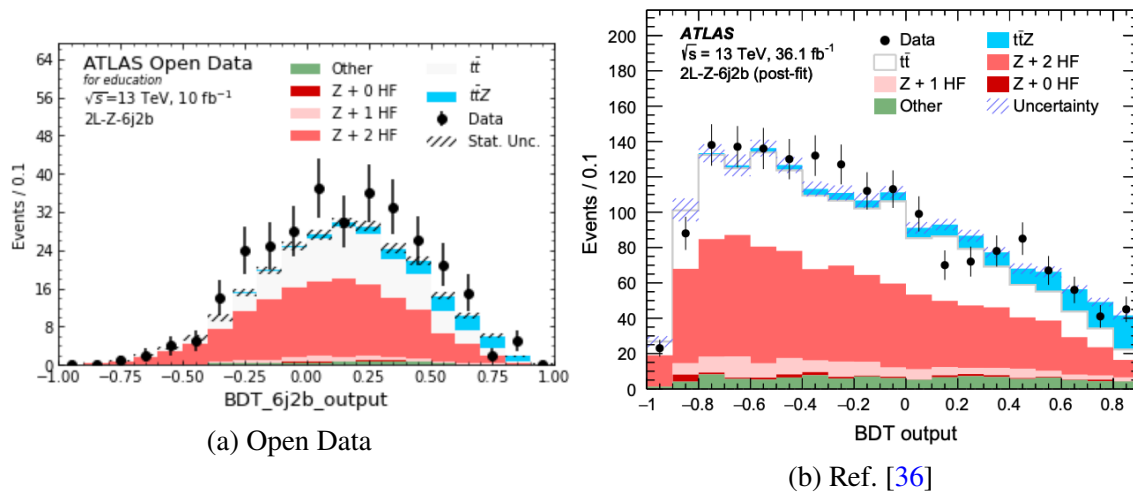 ATLAS Open Data
for education
√s=13 TeV, 10 fb⁻¹
2L-Z-6j2b
Other
Z + 0 HF
Z + 1 HF
Z + 2 HF
tt̄
tt̄Z
Data
Stat. Unc.
Events / 0.1
64
56
48
40
32
24
16
8
0
−1.00 −0.75 −0.50 −0.25 0.00 0.25 0.50 0.75 1.00
BDT_6j2b_output
(a) Open Data
ATLAS
√s = 13 TeV, 36.1 fb⁻¹
2L-Z-6j2b (post-fit)
Data
tt̄
Z + 1 HF
Other
tt̄Z
Z + 2 HF
Z + 0 HF
Uncertainty
Events / 0.1
200
180
160
140
120
100
80
60
40
20
0
−1 −0.8 −0.6 −0.4 −0.2 0 0.2 0.4 0.6 0.8
BDT output
(b) Ref. [36]